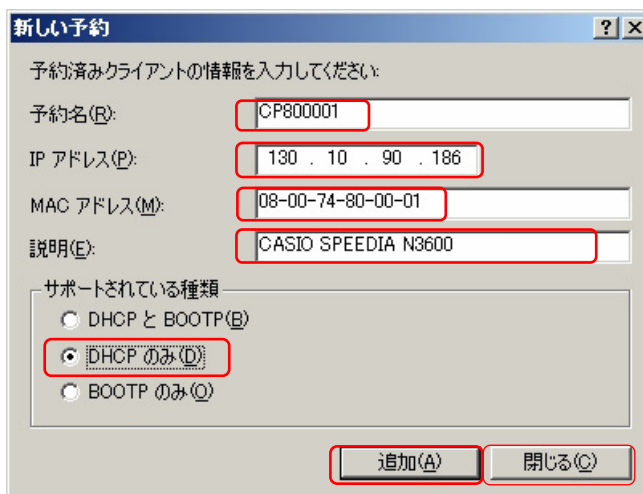 新しい予約
予約済みクライアントの情報を入力してください:
予約名(R): CP800001
IP アドレス(P): 130 . 10 . 90 . 186
MAC アドレス(M): 08-00-74-80-00-01
説明(E): CASIO SPEEDIA N3600
サポートされている種類
DHCP と BOOTP(B)
DHCP のみ(D)
BOOTP のみ(O)
追加(A) 閉じる(C)